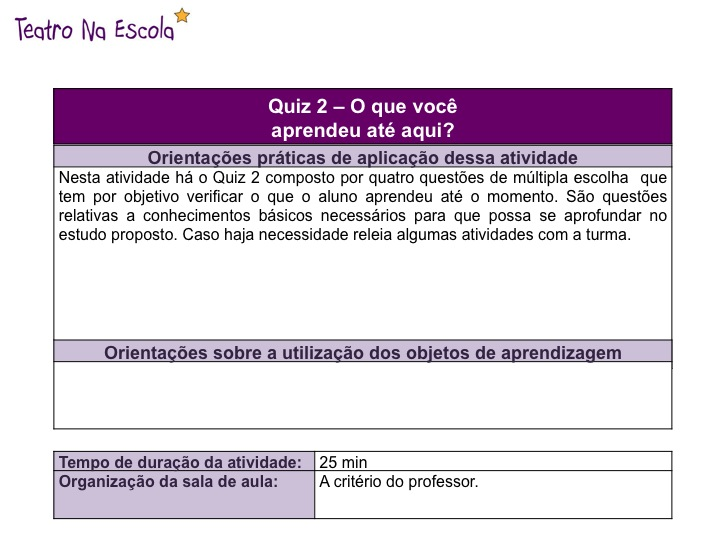 Teatro Na Escola
Quiz 2 – O que você
aprendeu até aqui?
Orientações práticas de aplicação dessa atividade
Nesta atividade há o Quiz 2 composto por quatro questões de múltipla escolha que
tem por objetivo verificar o que o aluno aprendeu até o momento. São questões
relativas a conhecimentos básicos necessários para que possa se aprofundar no
estudo proposto. Caso haja necessidade releia algumas atividades com a turma.
Orientações sobre a utilização dos objetos de aprendizagem
Tempo de duração da atividade: 25 min
Organização da sala de aula: A critério do professor.